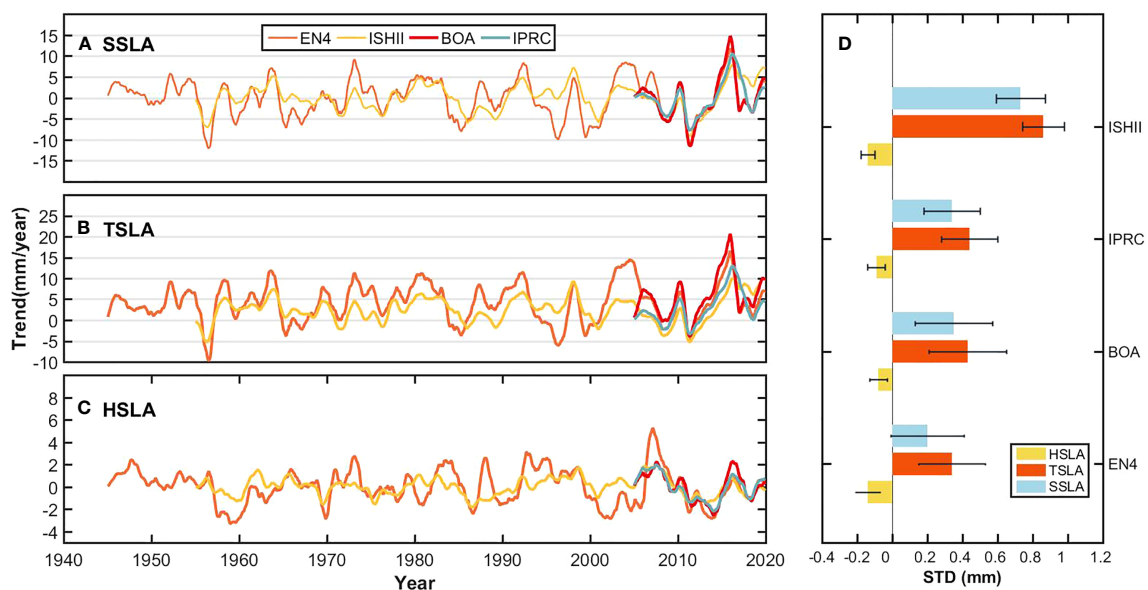 A SSLA
EN4 ISHII BOA IPRC
15
10
5
0
-5
-10
-15
B TSLA
25
20
15
10
5
0
-5
-10
C HSLA
8
6
4
2
0
-2
-4
Trend(mm/year)
1940 1950 1960 1970 1980 1990 2000 2010 2020
Year
D
ISHII
IPRC
BOA
EN4
HSLA
TSLA
SSLA
-0.4 -0.2 0 0.2 0.4 0.6 0.8 1 1.2
STD (mm)